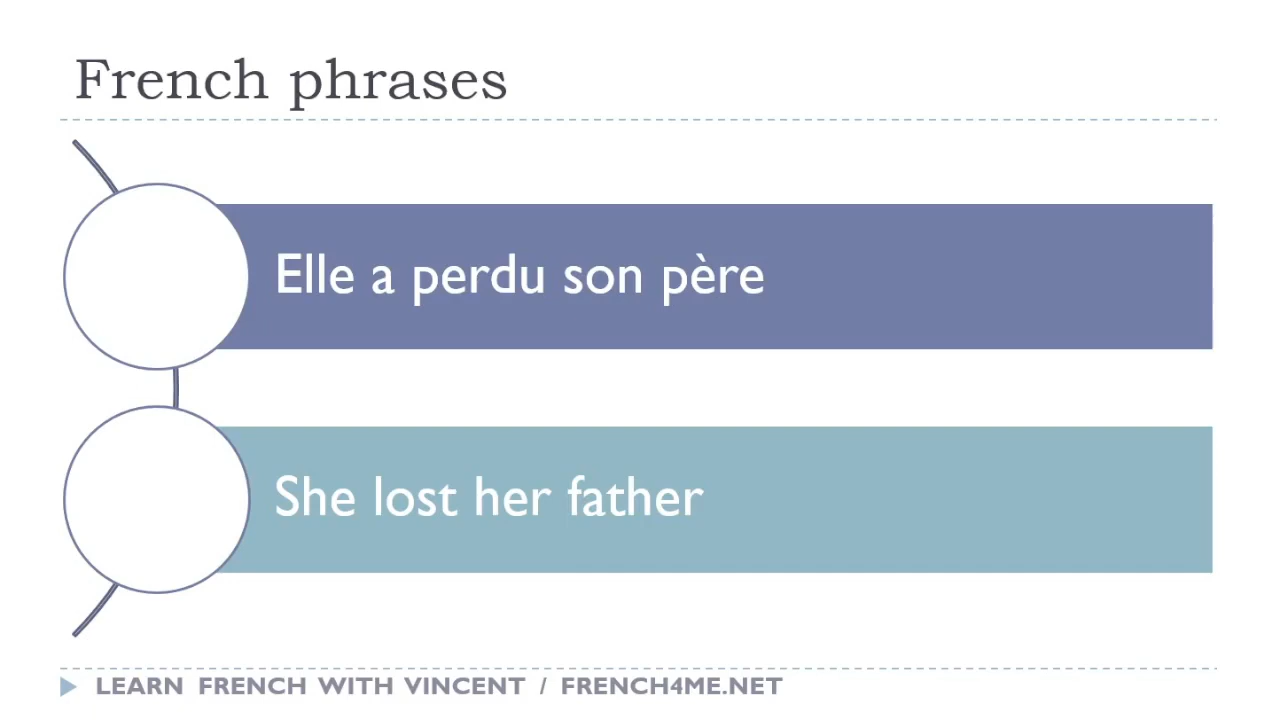 French phrases
Elle a perdu son père
She lost her father
LEARN FRENCH WITH VINCENT / FRENCH4ME.NET